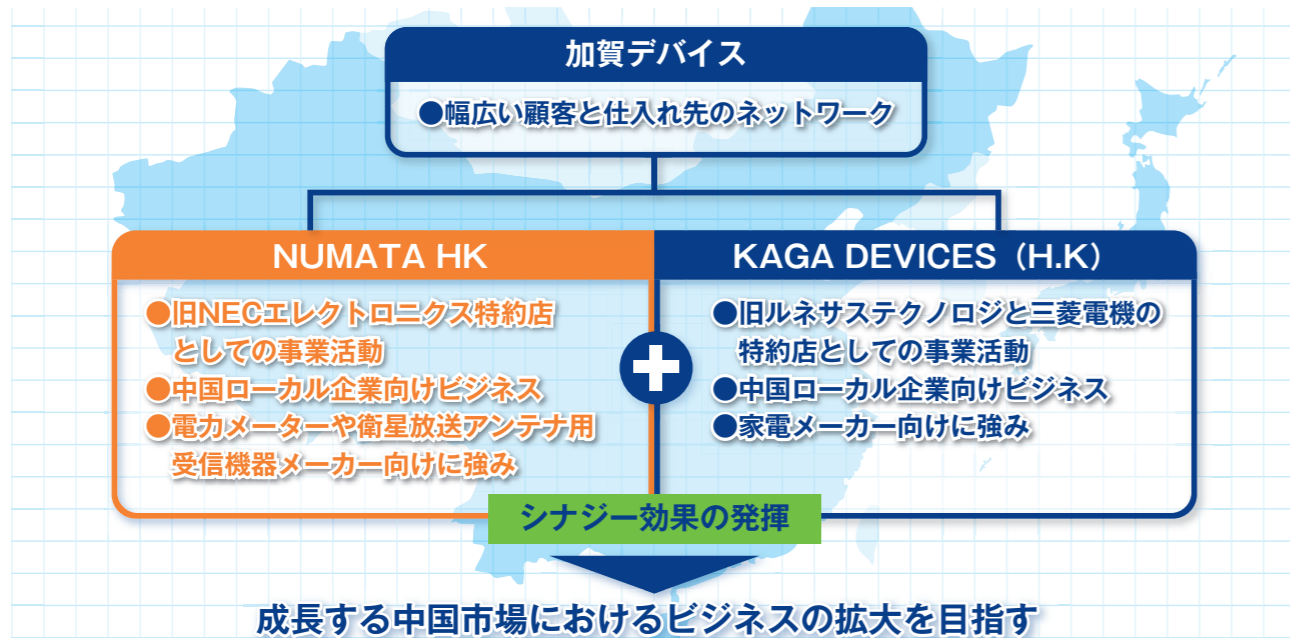 加賀デバイス
●幅広い顧客と仕入れ先のネットワーク
NUMATA HK
●旧NECエレクトロニクス特約店
としての事業活動
●中国ローカル企業向けビジネス
●電力メーターや衛星放送アンテナ用
受信機器メーカー向けに強み
KAGA DEVICES（H.K）
●旧ルネサステクノロジと三菱電機の
特約店としての事業活動
●中国ローカル企業向けビジネス
●家電メーカー向けに強み
シナジー効果の発揮
成長する中国市場におけるビジネスの拡大を目指す